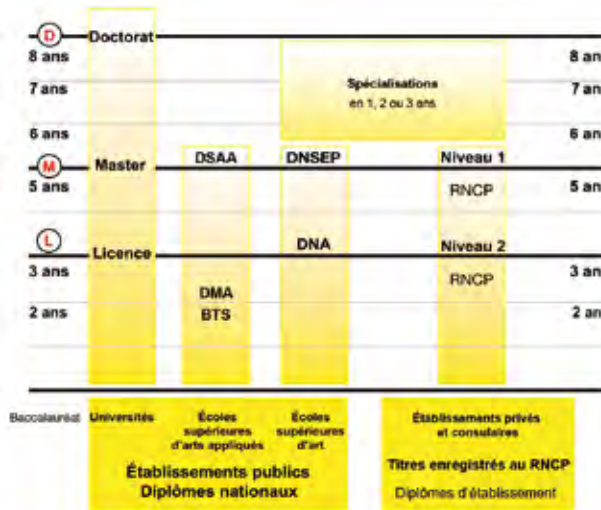 D Doctorat
8 ans 8 ans
7 ans 7 ans
Spécialisations
en 1, 2 ou 3 ans
6 ans 6 ans
M Master DSAA DNSEP Niveau 1
5 ans RNCP 5 ans
L Licence DNA Niveau 2
3 ans RNCP 3 ans
2 ans DMA 2 ans
BTS
Baccalauréat Universités Écoles supérieures d'arts appliqués Écoles supérieures d'art Établissements privés et consulaires
Établissements publics
Diplômes nationaux
Titres enregistrés au RNCP
Diplômes d'établissement